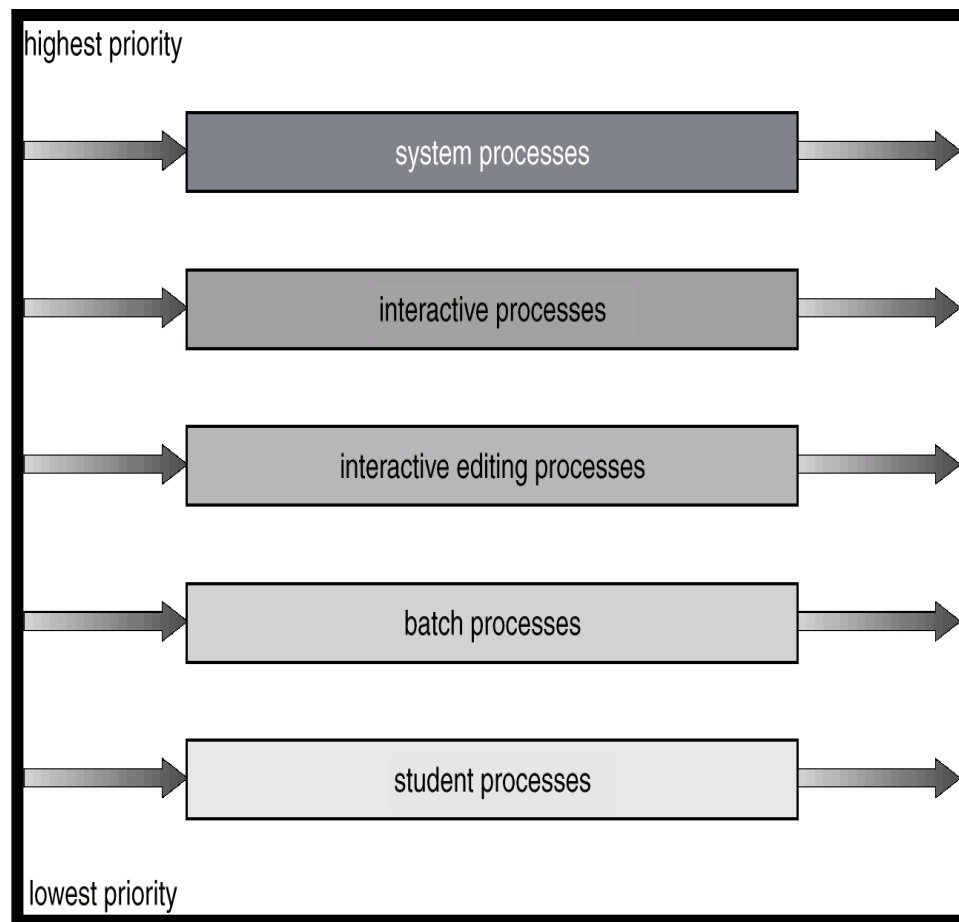 highest priority
system processes
interactive processes
interactive editing processes
batch processes
student processes
lowest priority